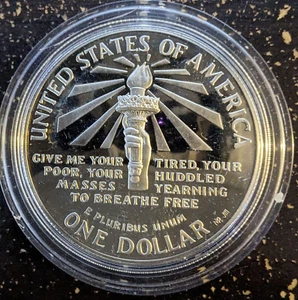 UNITED STATES OF AMERICA
GIVE ME YOUR TIRED, YOUR
POOR, YOUR HUDDLED
MASSES YEARNING
TO BREATHE FREE
E PLURIBUS UNUM
ONE DOLLAR